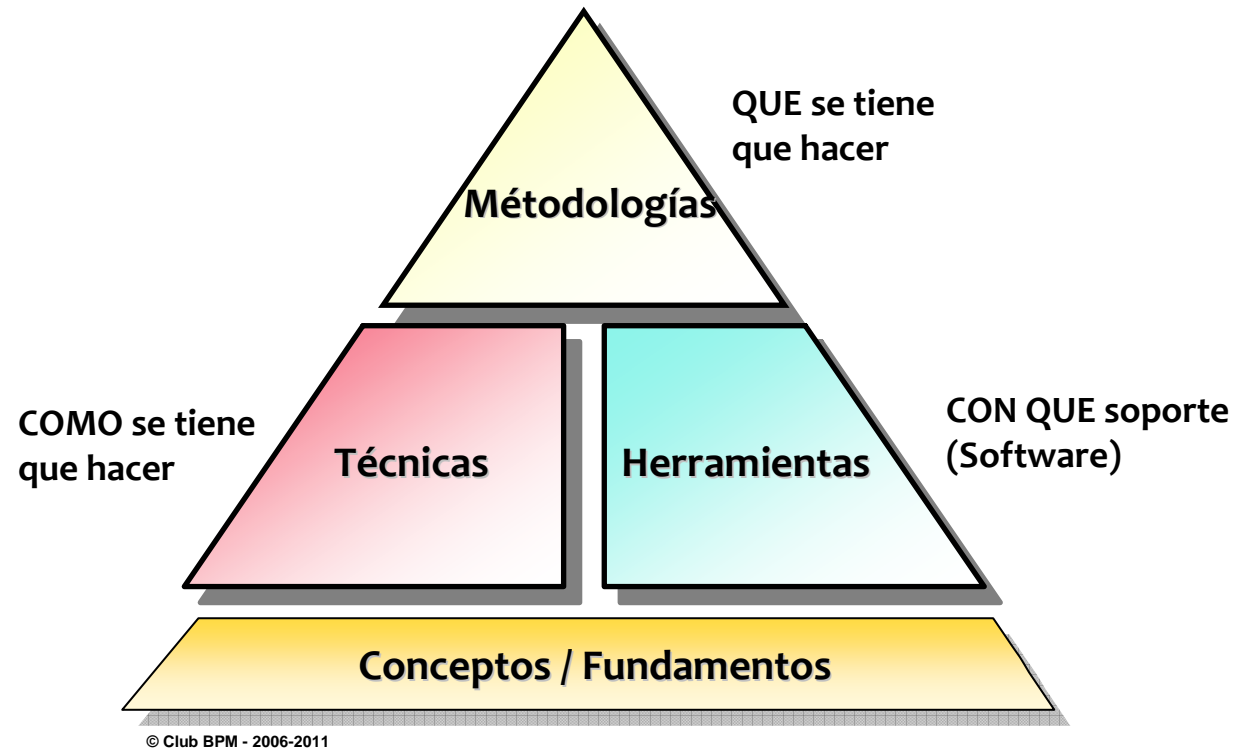 QUE se tiene
que hacer
Métodologías
COMO se tiene
que hacer
Técnicas
Herramientas
CON QUE soporte
(Software)
Conceptos / Fundamentos
© Club BPM - 2006-2011